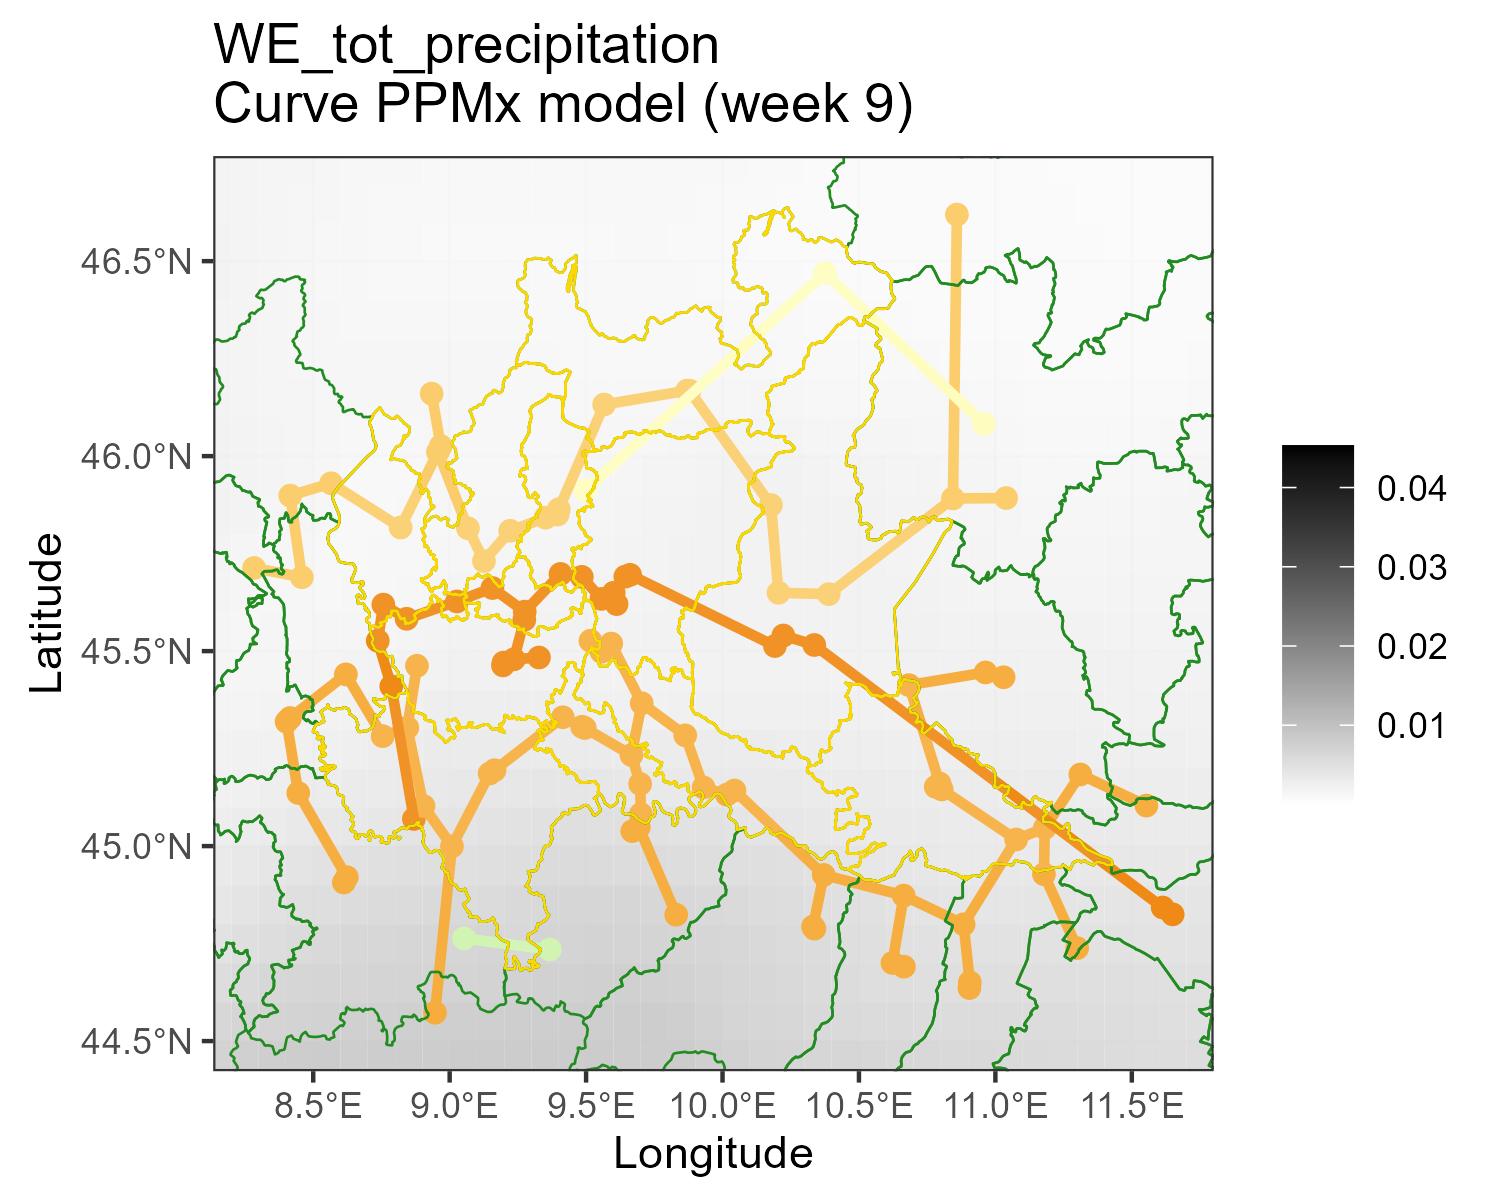 WE_tot_precipitation
Curve PPMx model (week 9)
Latitude
46.5°N
46.0°N
45.5°N
45.0°N
44.5°N
8.5°E 9.0°E 9.5°E 10.0°E 10.5°E 11.0°E 11.5°E
Longitude
0.04
0.03
0.02
0.01